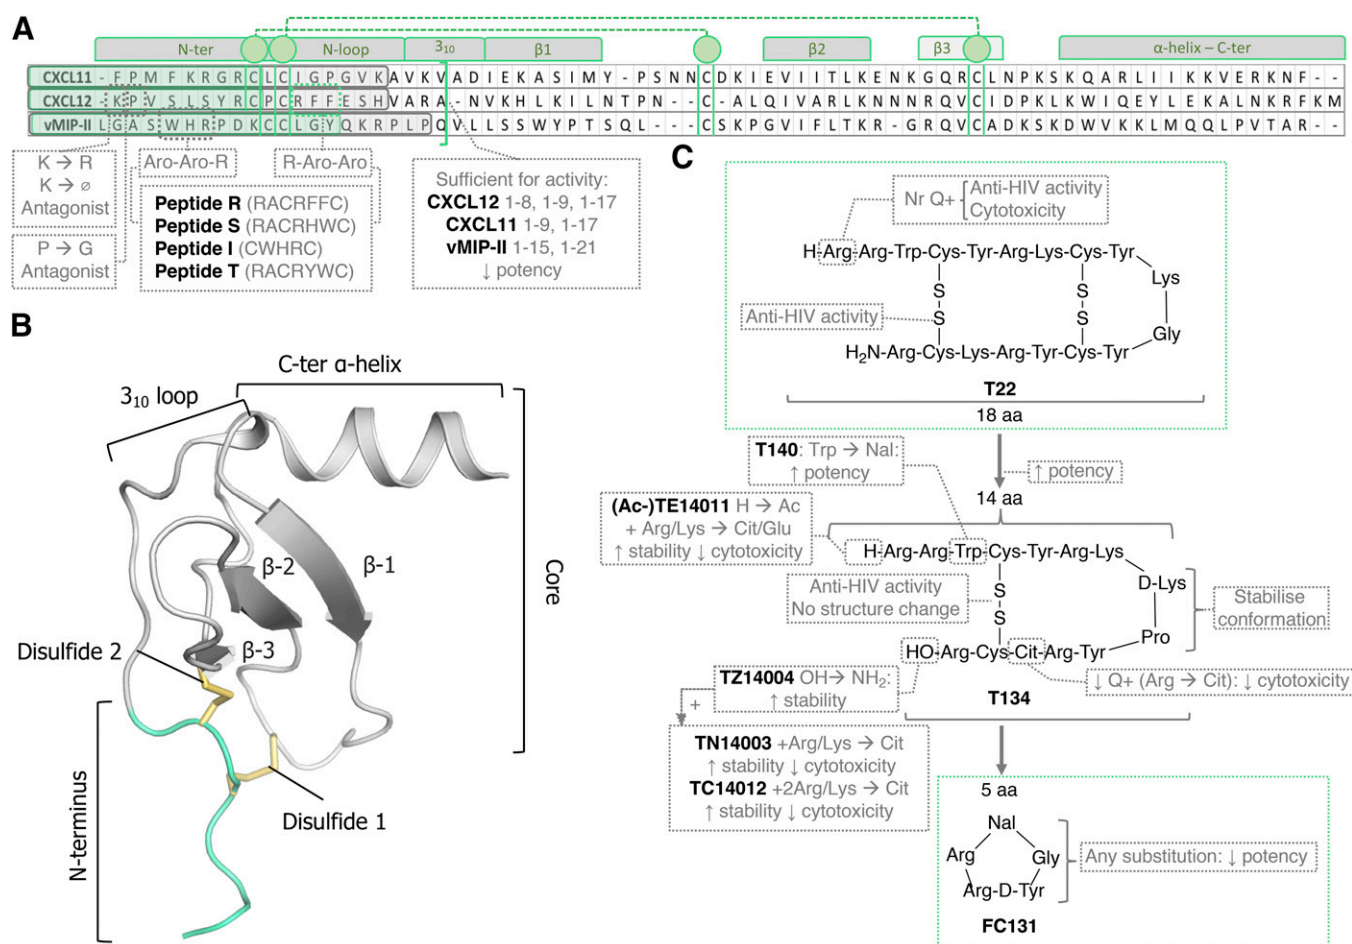 A
N-ter
N-loop
3₁₀
β1
β2
β3
α-helix – C-ter
CXCL11 - F P M F K R G R C L C I G P G V K A V K V A D I E K A S I M Y - P S N N C D K I E V I I T L K E N K G Q R C L N P K S K Q A R L I I K K V E R K N F - -
CXCL12 - K P V S L S Y R C P C R F F E S H V A R A - N V K H L K I L N T P N - - C - A L Q I V A R L K N N N R Q V C I D P K L K W I Q E Y L E K A L N K R F K M
vMIP-II L G A S W H R P D K C C L G Y Q K R P L P Q V L L S S W Y P T S Q L - - C S K P G V I F L T K R - G R Q V C A D K S K D W V K K L M Q Q L P V T A R - - -
K → R
K → ∅
Antagonist
P → G
Antagonist
Aro-Aro-R
R-Aro-Aro
Peptide R (RACRFFC)
Peptide S (RACRHWC)
Peptide I (CWHRC)
Peptide T (RACRYWC)
Sufficient for activity:
CXCL12 1-8, 1-9, 1-17
CXCL11 1-9, 1-17
vMIP-II 1-15, 1-21
↓ potency
B
C-ter α-helix
3₁₀ loop
β-2
β-1
β-3
Core
Disulfide 2
Disulfide 1
N-terminus
C
Nr Q+
Anti-HIV activity
Cytotoxicity
H-Arg-Arg-Trp-Cys-Tyr-Arg-Lys-Cys-Tyr
Lys
S S
Anti-HIV activity
S S
Gly
H₂N-Arg-Cys-Lys-Arg-Tyr-Cys-Tyr
T22
18 aa
T140: Trp → Nal:
↑ potency
↑ potency
14 aa
(Ac-)TE14011 H → Ac
+ Arg/Lys → Cit/Glu
↑ stability ↓ cytotoxicity
H-Arg-Arg-Trp-Cys-Tyr-Arg-Lys
D-Lys
Anti-HIV activity
No structure change
S
S
Stabilise
conformation
Pro
HO-Arg-Cys-Cit-Arg-Tyr
TZ14004 OH→ NH₂:
↑ stability
↓ Q+ (Arg → Cit): ↓ cytotoxicity
T134
+
TN14003 +Arg/Lys → Cit
↑ stability ↓ cytotoxicity
TC14012 +2Arg/Lys → Cit
↑ stability ↓ cytotoxicity
5 aa
Nal
Arg
Gly
Arg-D-Tyr
Any substitution: ↓ potency
FC131